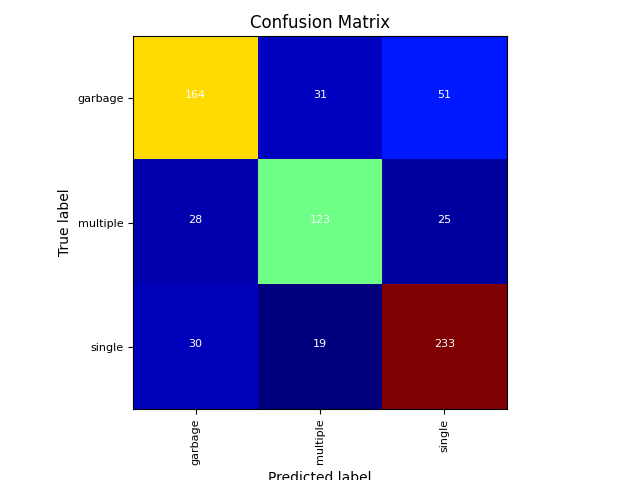 Confusion Matrix
True label
garbage 164 31 51
multiple 28 123 25
single 30 19 233
garbage multiple single
Predicted label